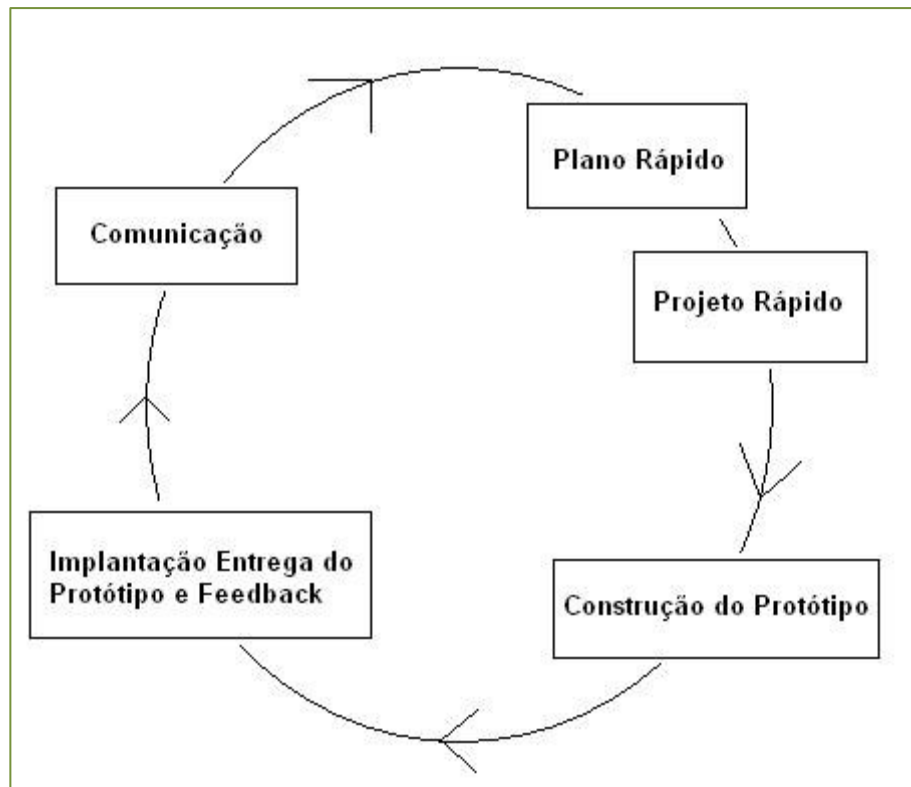 Plano Rápido
Comunicação
Projeto Rápido
Implantação Entrega do
Protótipo e Feedback
Construção do Protótipo